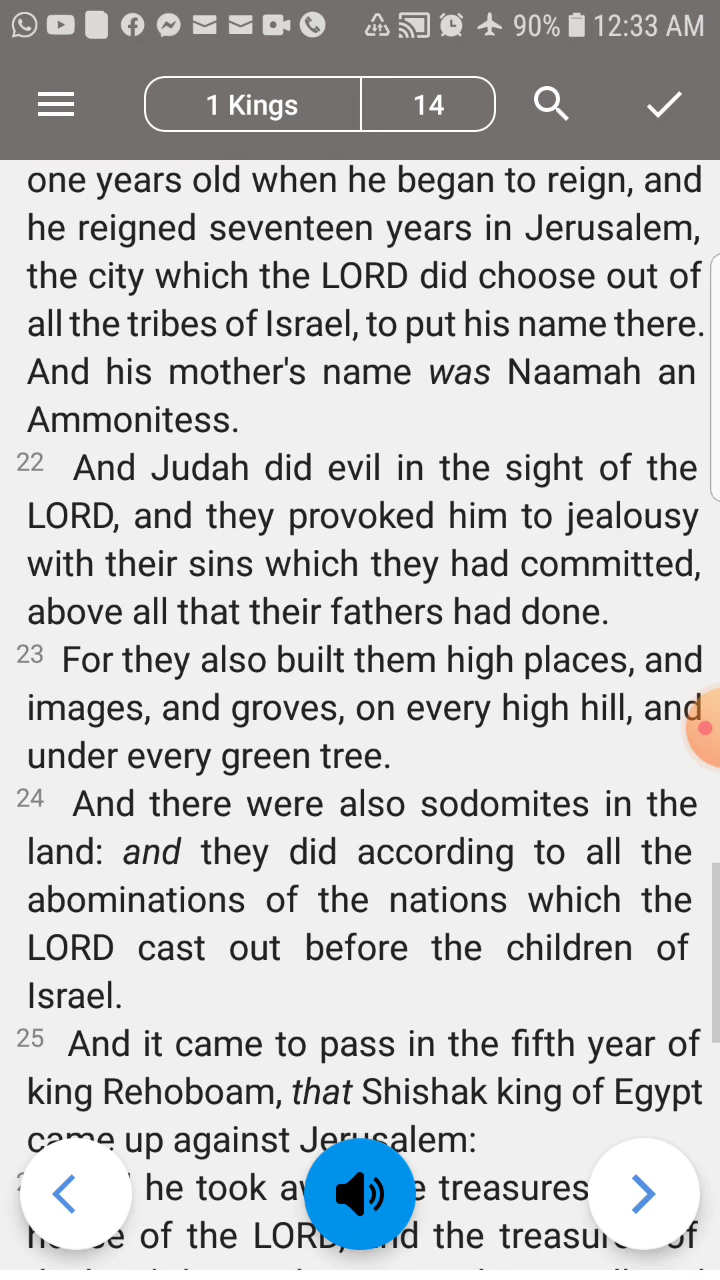 90% 12:33 AM
1 Kings 14
one years old when he began to reign, and
he reigned seventeen years in Jerusalem,
the city which the LORD did choose out of
all the tribes of Israel, to put his name there.
And his mother's name was Naamah an
Ammonitess.
22 And Judah did evil in the sight of the
LORD, and they provoked him to jealousy
with their sins which they had committed,
above all that their fathers had done.
23 For they also built them high places, and
images, and groves, on every high hill, and
under every green tree.
24 And there were also sodomites in the
land: and they did according to all the
abominations of the nations which the
LORD cast out before the children of
Israel.
25 And it came to pass in the fifth year of
king Rehoboam, that Shishak king of Egypt
came up against Jerusalem:
he took treasures
of the LORD, and the treasures of